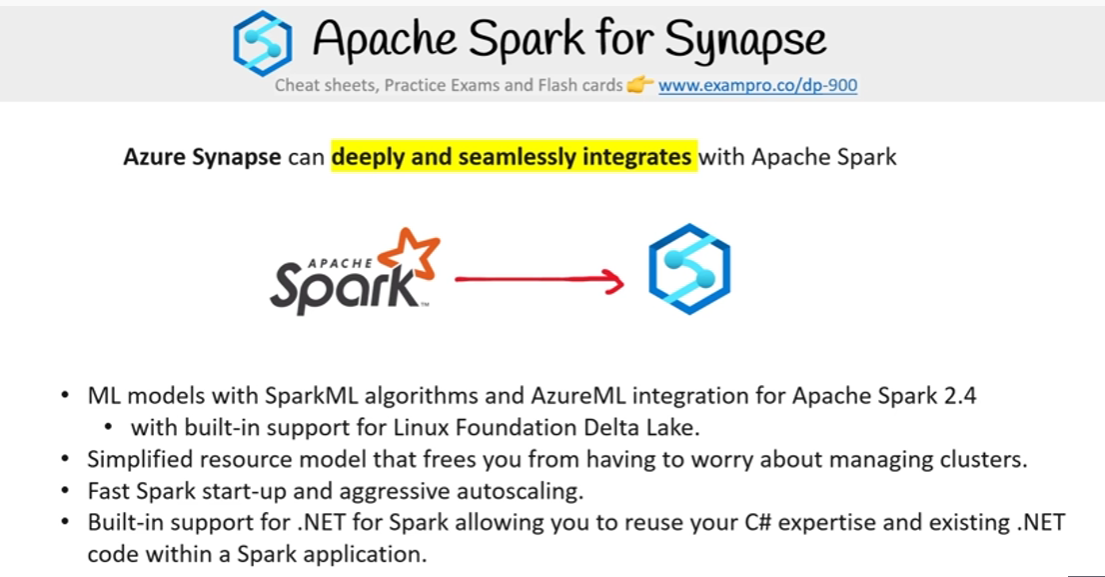 Apache Spark for Synapse
Cheat sheets, Practice Exams and Flash cards 👉 www.exampro.co/dp-900
Azure Synapse can deeply and seamlessly integrates with Apache Spark
APACHE
Spark™
• ML models with SparkML algorithms and AzureML integration for Apache Spark 2.4
• with built-in support for Linux Foundation Delta Lake.
• Simplified resource model that frees you from having to worry about managing clusters.
• Fast Spark start-up and aggressive autoscaling.
• Built-in support for .NET for Spark allowing you to reuse your C# expertise and existing .NET
code within a Spark application.